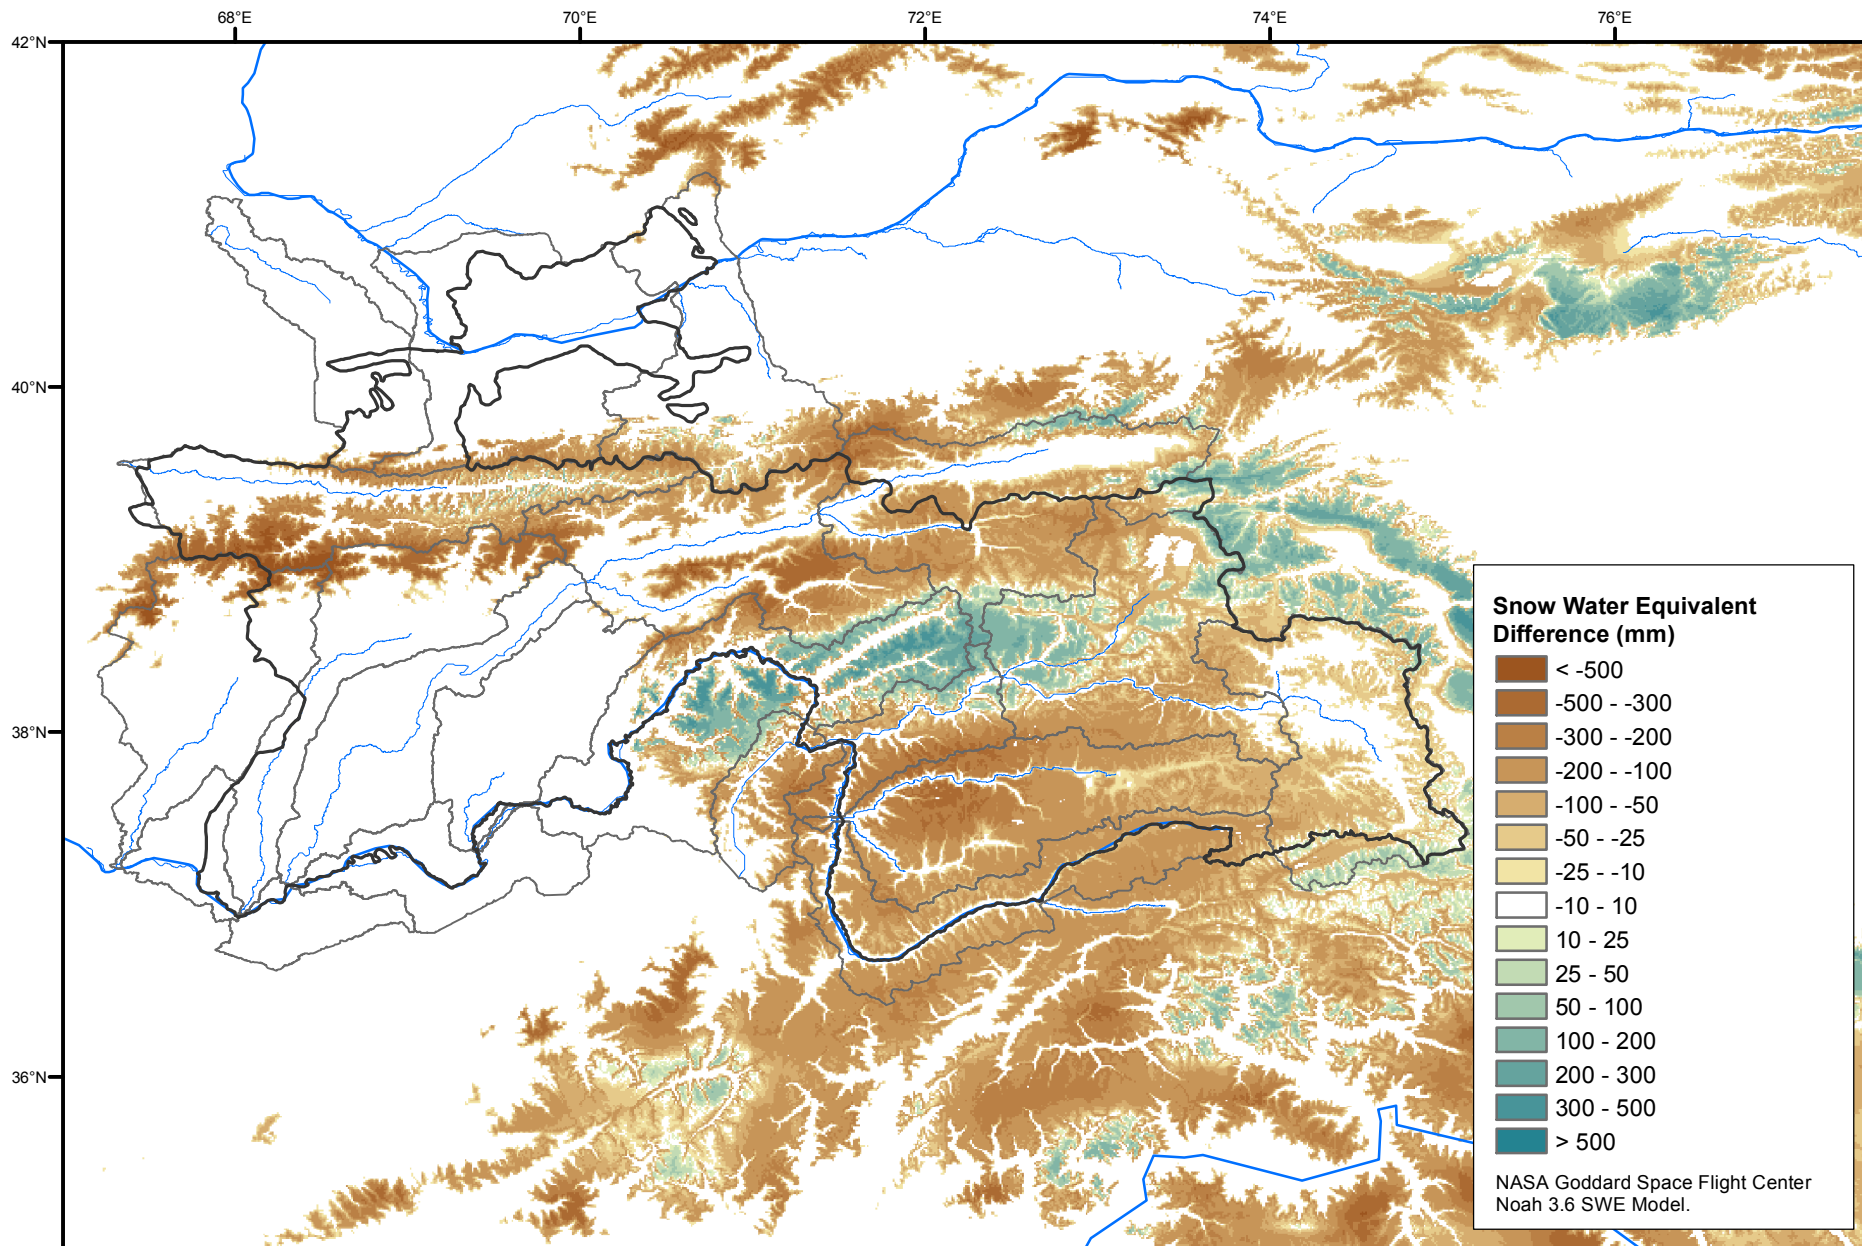 68°E
70°E
72°E
74°E
76°E
42°N
40°N
38°N
36°N
Snow Water Equivalent
Difference (mm)
< -500
-500 - -300
-300 - -200
-200 - -100
-100 - -50
-50 - -25
-25 - -10
-10 - 10
10 - 25
25 - 50
50 - 100
100 - 200
200 - 300
300 - 500
> 500
NASA Goddard Space Flight Center
Noah 3.6 SWE Model.